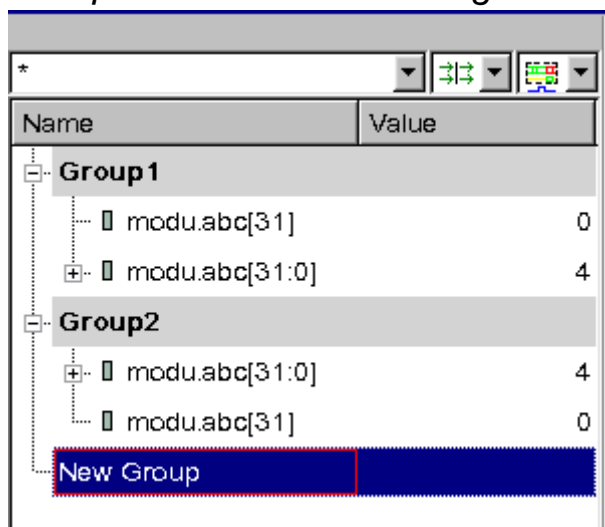 *
Name Value
Group1
modu.abc[31] 0
modu.abc[31:0] 4
Group2
modu.abc[31:0] 4
modu.abc[31] 0
New Group